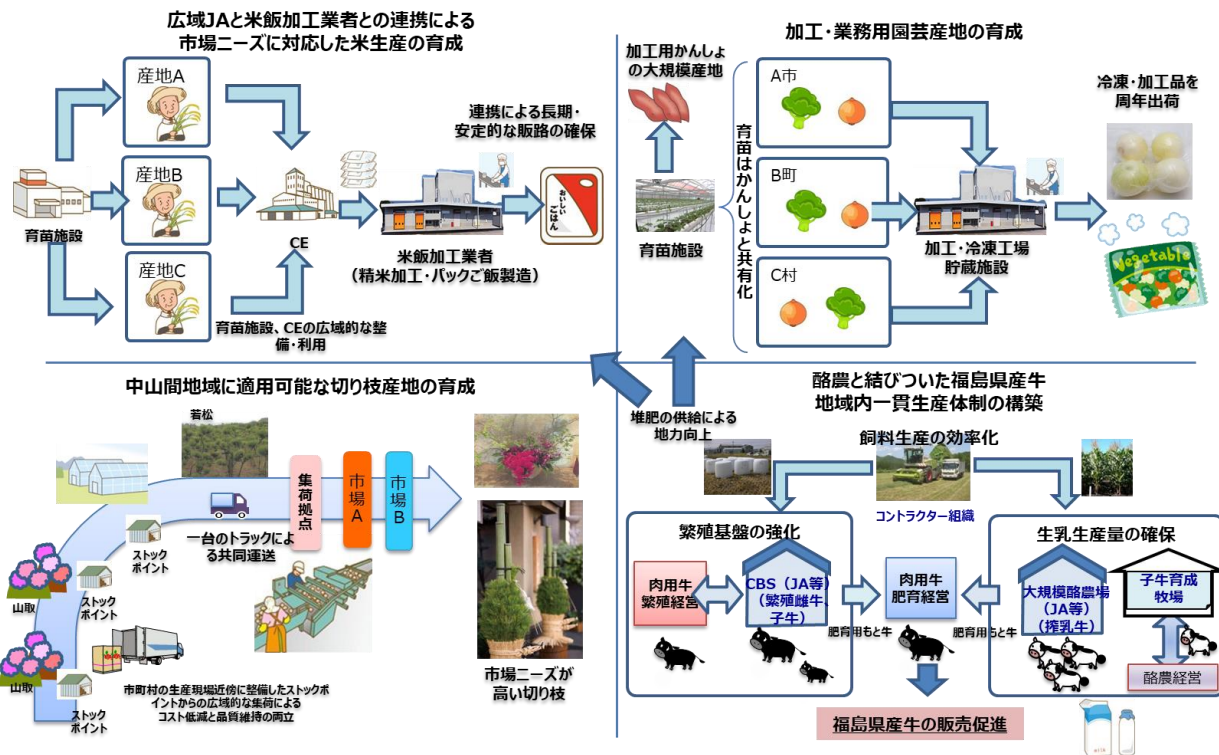 広域JAと米飯加工業者との連携による
市場ニーズに対応した米生産の育成
産地A
産地B
産地C
育苗施設
CE
連携による長期・
安定的な販路の確保
おいしい
ごはん
米飯加工業者
（精米加工・パックご飯製造）
育苗施設、CEの広域的な整
備・利用
加工・業務用園芸産地の育成
加工用かんしょ
の大規模産地
育苗施設
育苗はかんしょと共有化
A市
B町
C村
加工・冷凍工場
貯蔵施設
冷凍・加工品を
周年出荷
Vegetable
中山間地域に適用可能な切り枝産地の育成
若松
集荷拠点
市場A
市場B
一台のトラックによ
る共同運送
ストック
ポイント
山取
ストック
ポイント
山取
ストック
ポイント
市町村の生産現場近傍に整備したストックポ
イントからの広域的な集荷による
コスト低減と品質維持の両立
市場ニーズが
高い切り枝
堆肥の供給による
地力向上
酪農と結びついた福島県産牛
地域内一貫生産体制の構築
飼料生産の効率化
コントラクター組織
繁殖基盤の強化
肉用牛
繁殖経営
CBS（JA等）
（繁殖雌牛、
子牛）
肥育用もと牛
肉用牛
肥育経営
肥育用もと牛
生乳生産量の確保
大規模酪農場
（JA等）
（搾乳牛）
子牛育成
牧場
酪農経営
福島県産牛の販売促進